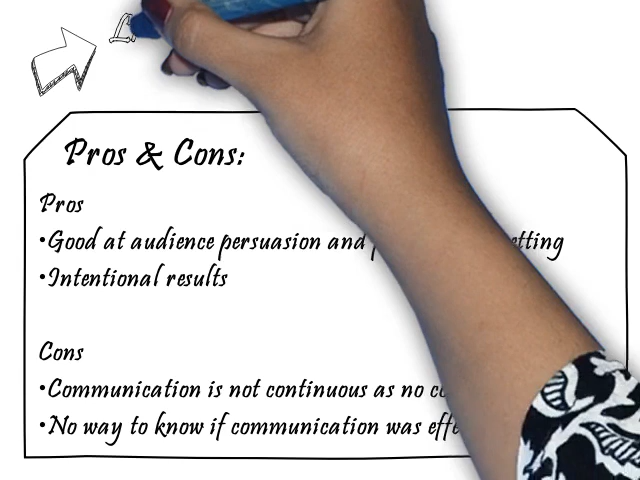 L
Pros & Cons:
Pros
•Good at audience persuasion and
•Intentional results
Cons
•Communication is not continuous as no
•No way to know if communication was